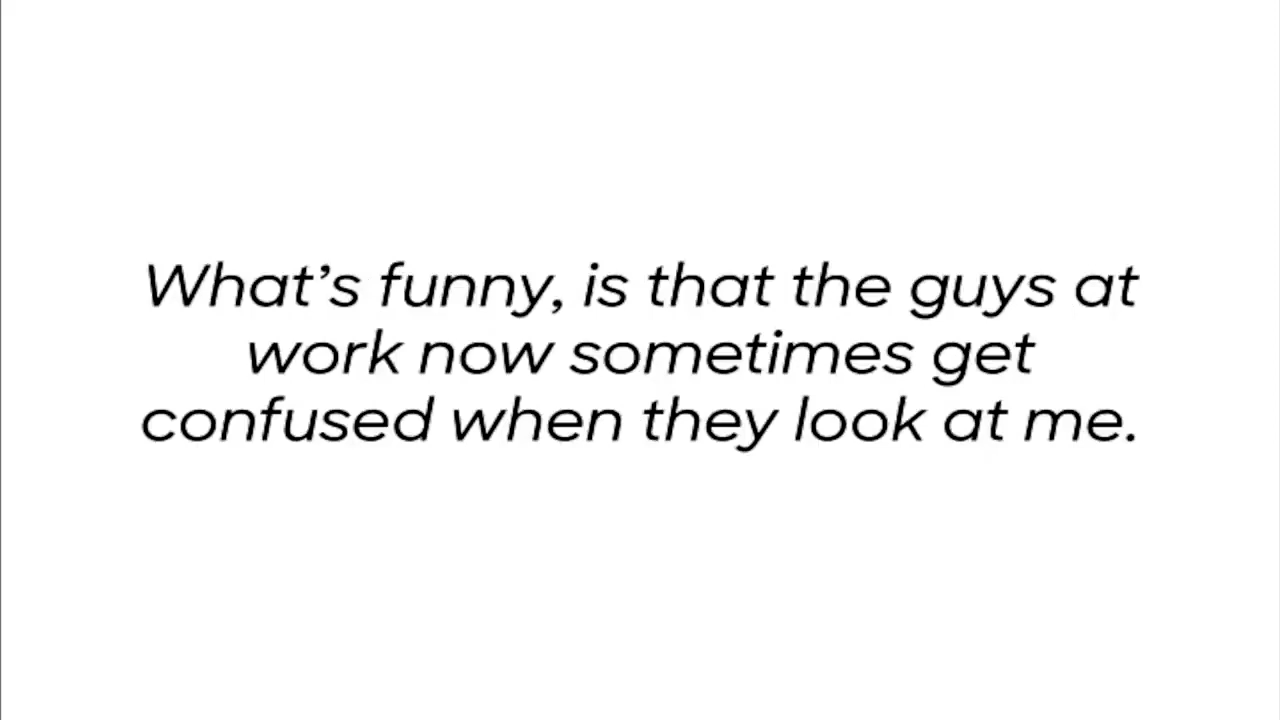 What’s funny, is that the guys at
work now sometimes get
confused when they look at me.